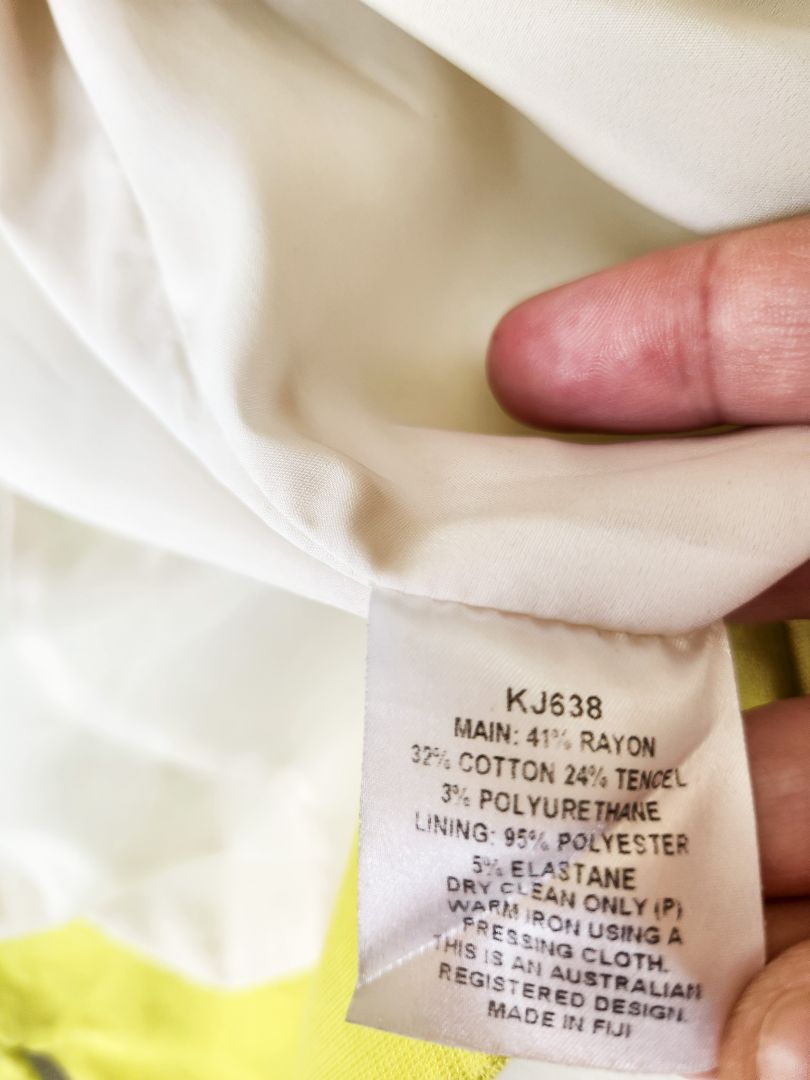 KJ638
MAIN: 41% RAYON
32% COTTON 24% TENCEL
3% POLYURETHANE
LINING: 95% POLYESTER
5% ELASTANE
DRY CLEAN ONLY (P)
WARM IRON USING A
PRESSING CLOTH.
THIS IS AN AUSTRALIAN
REGISTERED DESIGN.
MADE IN FIJI